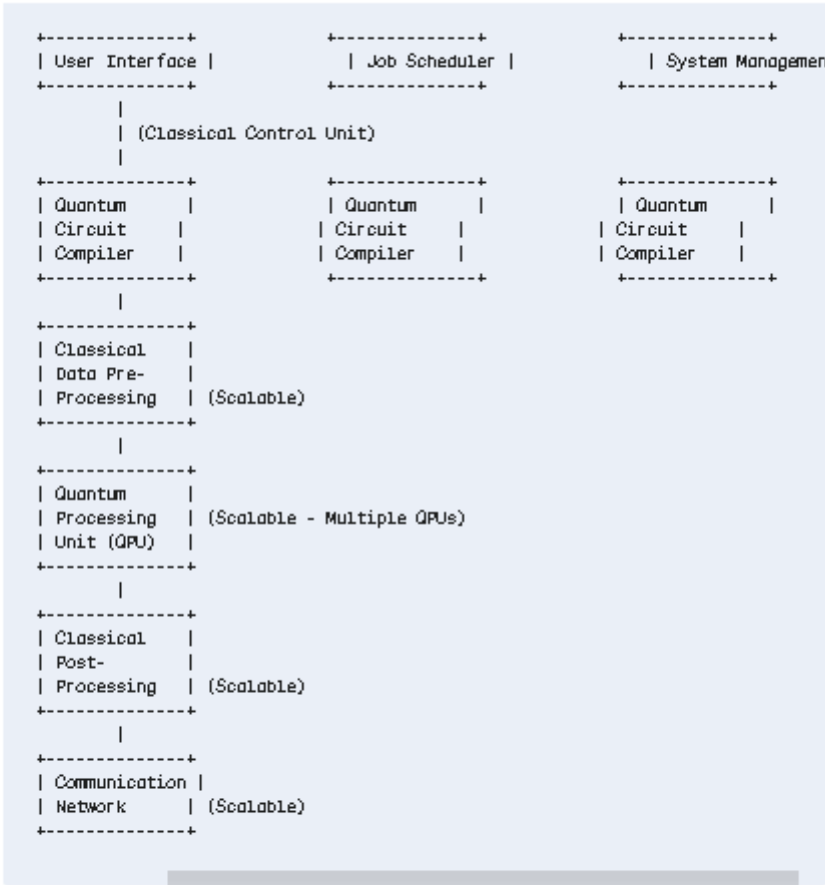 +--------------+ +--------------+ +--------------+
| User Interface | | Job Scheduler | | System Managemen
+--------------+ +--------------+ +--------------+
|
| (Classical Control Unit)
|
+--------------+ +--------------+ +--------------+
| Quantum | | Quantum | | Quantum |
| Circuit | | Circuit | | Circuit |
| Compiler | | Compiler | | Compiler |
+--------------+ +--------------+ +--------------+
|
+--------------+
| Classical |
| Data Pre- |
| Processing | (Scalable)
+--------------+
|
+--------------+
| Quantum |
| Processing | (Scalable - Multiple QPUs)
| Unit (QPU) |
+--------------+
|
+--------------+
| Classical |
| Post- |
| Processing | (Scalable)
+--------------+
|
+--------------+
| Communication |
| Network | (Scalable)
+--------------+